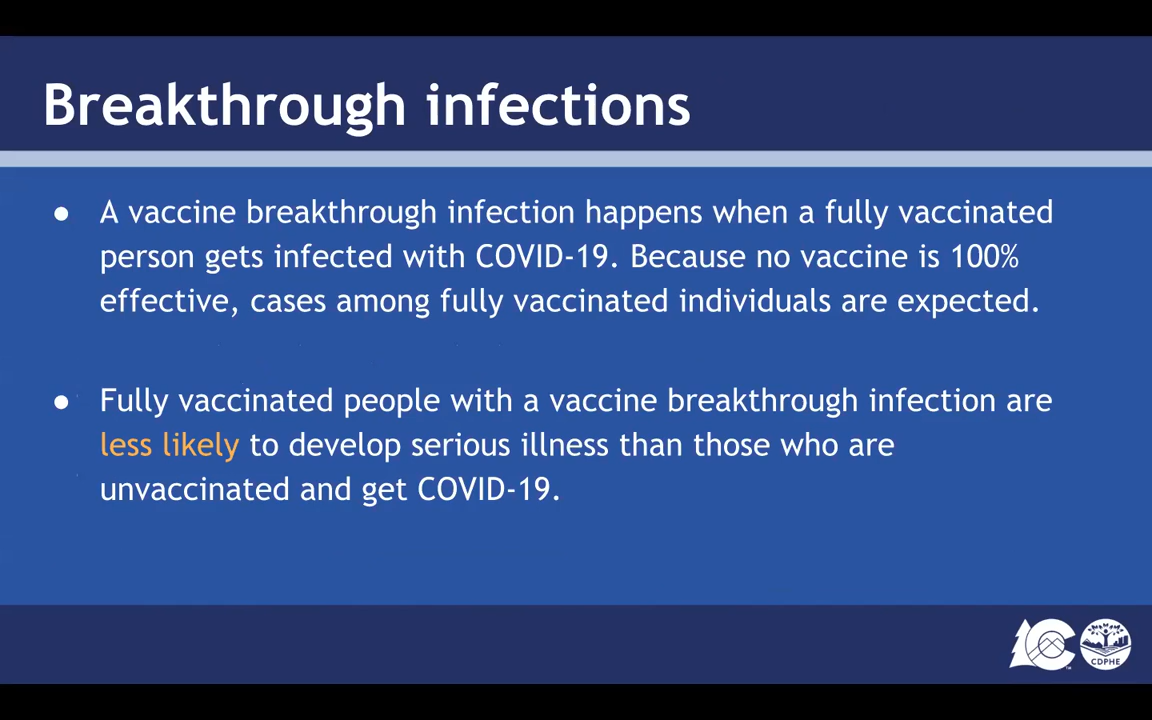 Breakthrough infections
● A vaccine breakthrough infection happens when a fully vaccinated
person gets infected with COVID-19. Because no vaccine is 100%
effective, cases among fully vaccinated individuals are expected.
● Fully vaccinated people with a vaccine breakthrough infection are
less likely to develop serious illness than those who are
unvaccinated and get COVID-19.
CDPHE